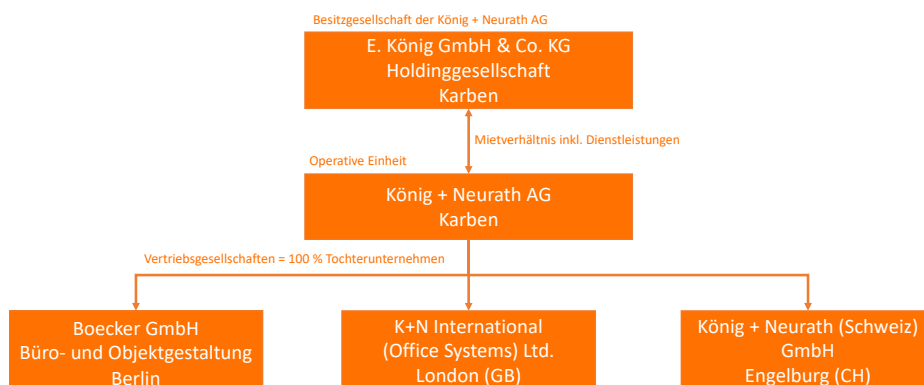 Besitzgesellschaft der König + Neurath AG
E. König GmbH & Co. KG
Holdinggesellschaft
Karben
Mietverhältnis inkl. Dienstleistungen
Operative Einheit
König + Neurath AG
Karben
Vertriebsgesellschaften = 100 % Tochterunternehmen
Boecker GmbH
Büro- und Objektgestaltung
Berlin
K+N International
(Office Systems) Ltd.
London (GB)
König + Neurath (Schweiz)
GmbH
Engelburg (CH)